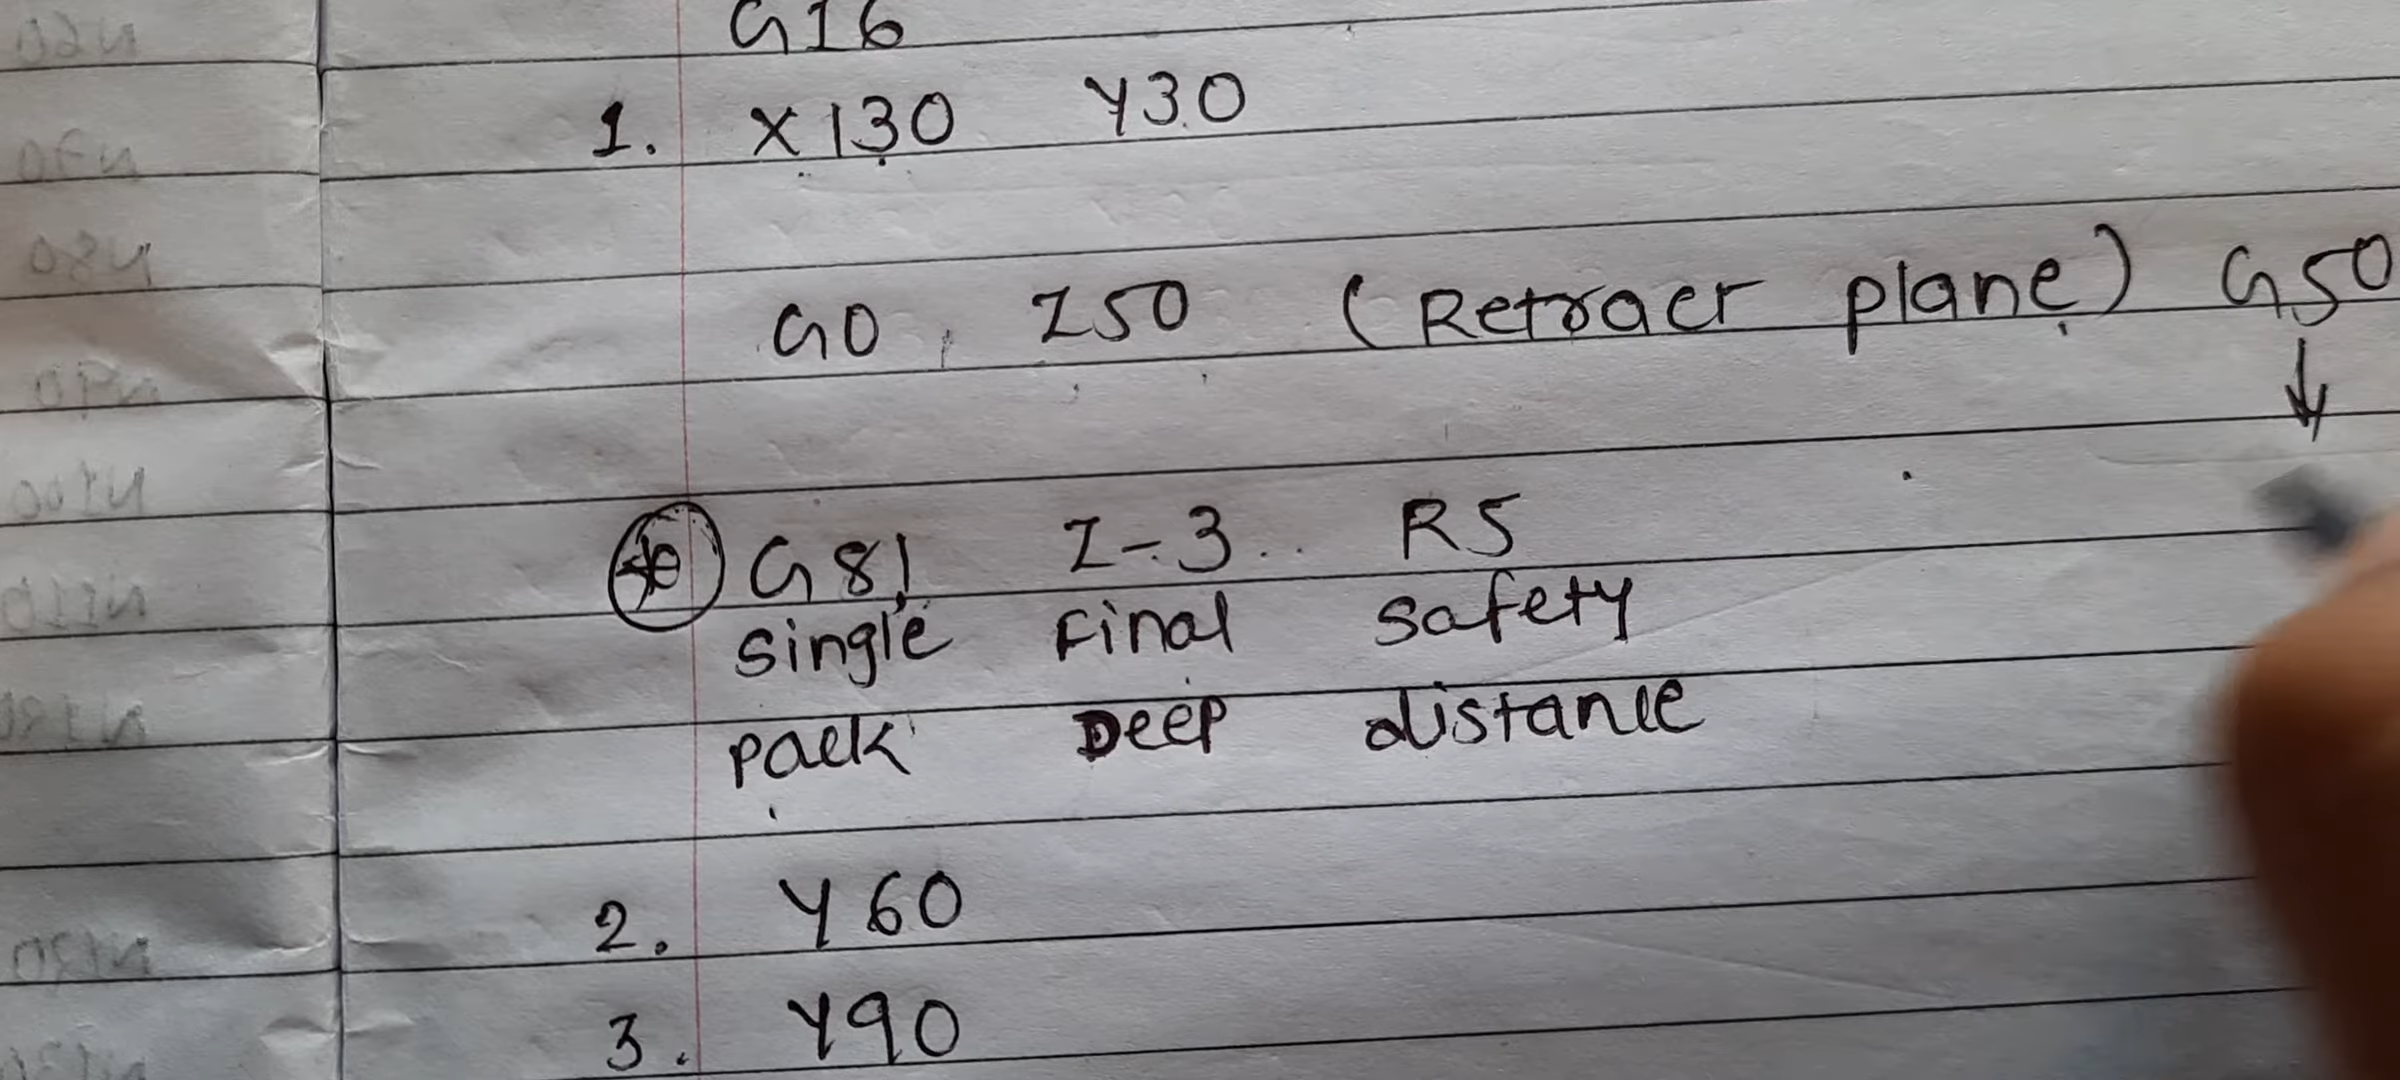 G16
1. X130 Y30
G0, Z50 (Retract plane) G50
↓
G81 Z-3.. R5
single Final safety
pack Deep distance
2. Y60
3. Y90